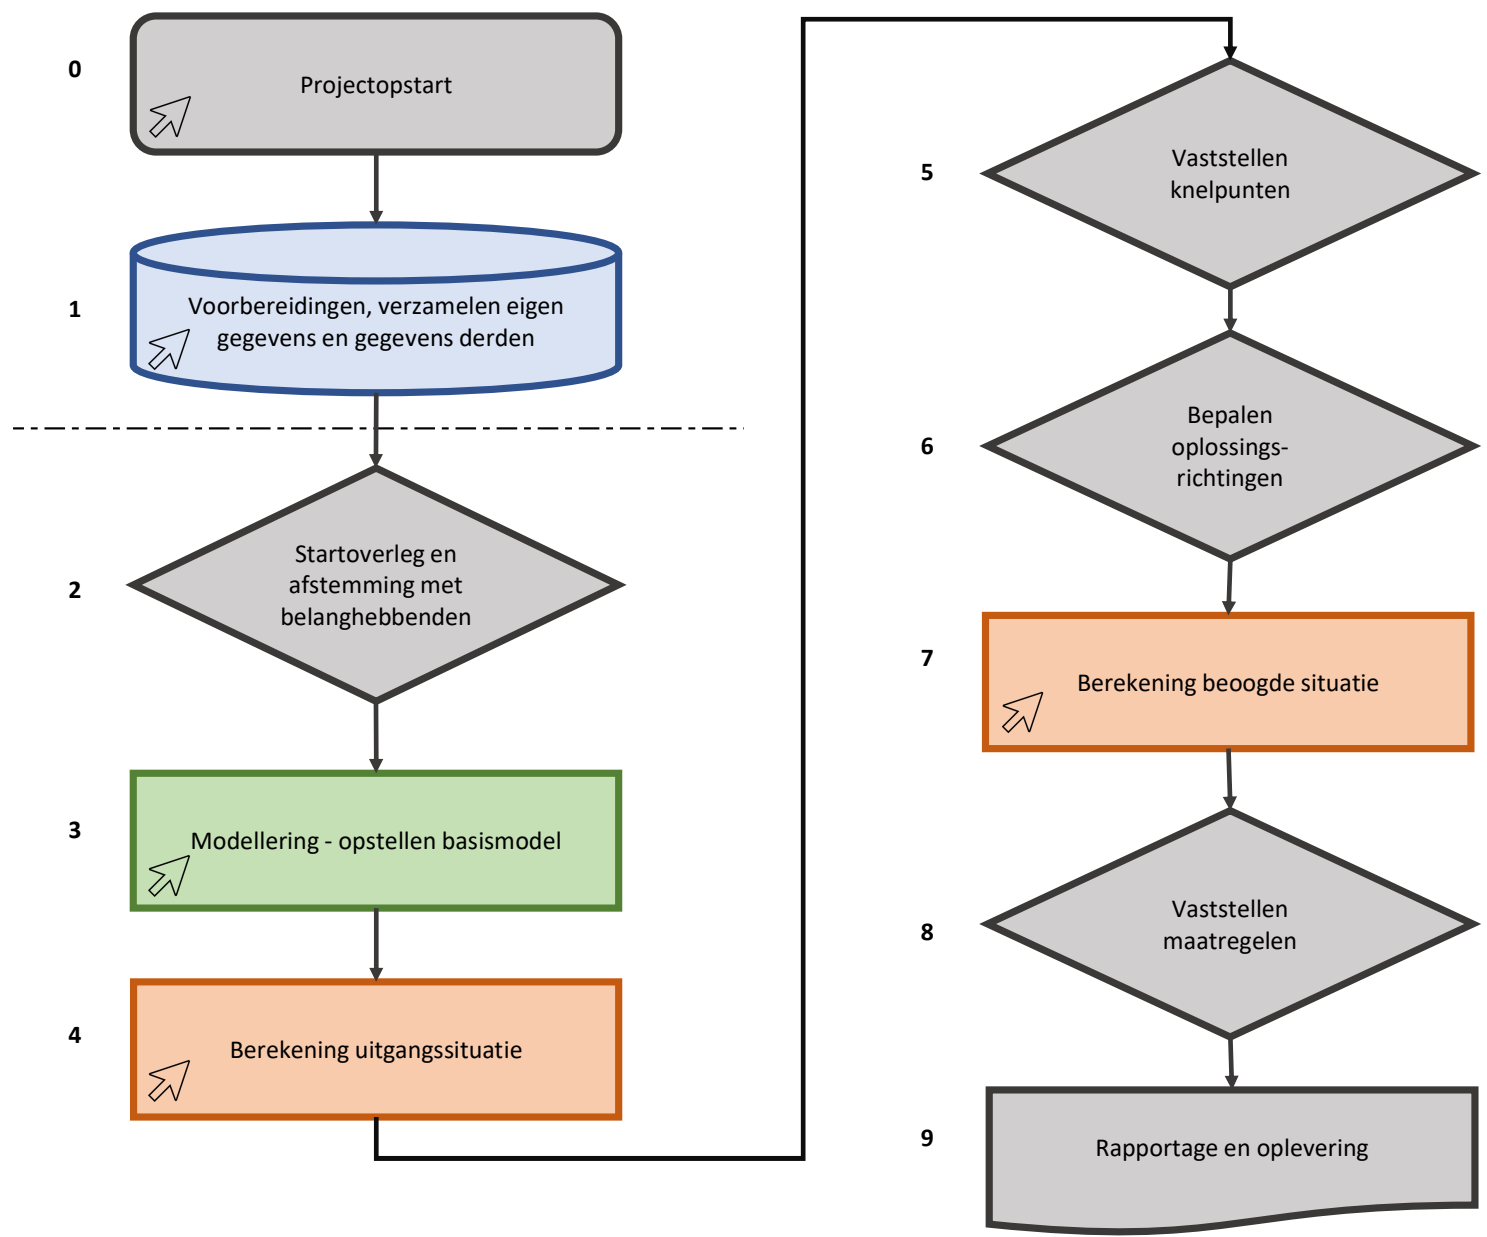 0
Projectopstart
1
Voorbereidingen, verzamelen eigen
gegevens en gegevens derden
2
Startoverleg en
afstemming met
belanghebbenden
3
Modellering - opstellen basismodel
4
Berekening uitgangssituatie
5
Vaststellen
knelpunten
6
Bepalen
oplossings-
richtingen
7
Berekening beoogde situatie
8
Vaststellen
maatregelen
9
Rapportage en oplevering